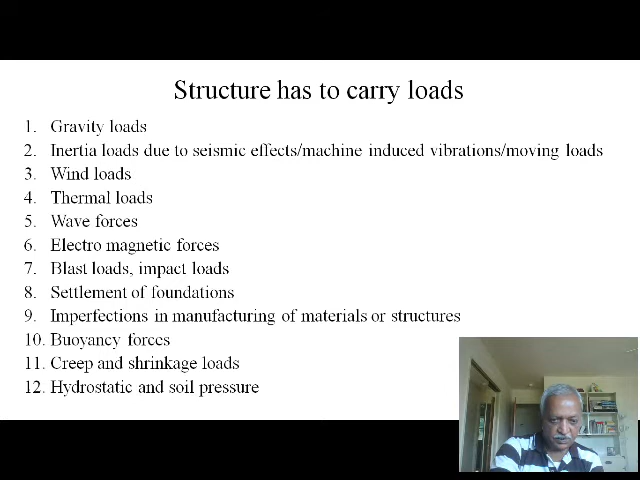 Structure has to carry loads
1. Gravity loads
2. Inertia loads due to seismic effects/machine induced vibrations/moving loads
3. Wind loads
4. Thermal loads
5. Wave forces
6. Electro magnetic forces
7. Blast loads, impact loads
8. Settlement of foundations
9. Imperfections in manufacturing of materials or structures
10. Buoyancy forces
11. Creep and shrinkage loads
12. Hydrostatic and soil pressure